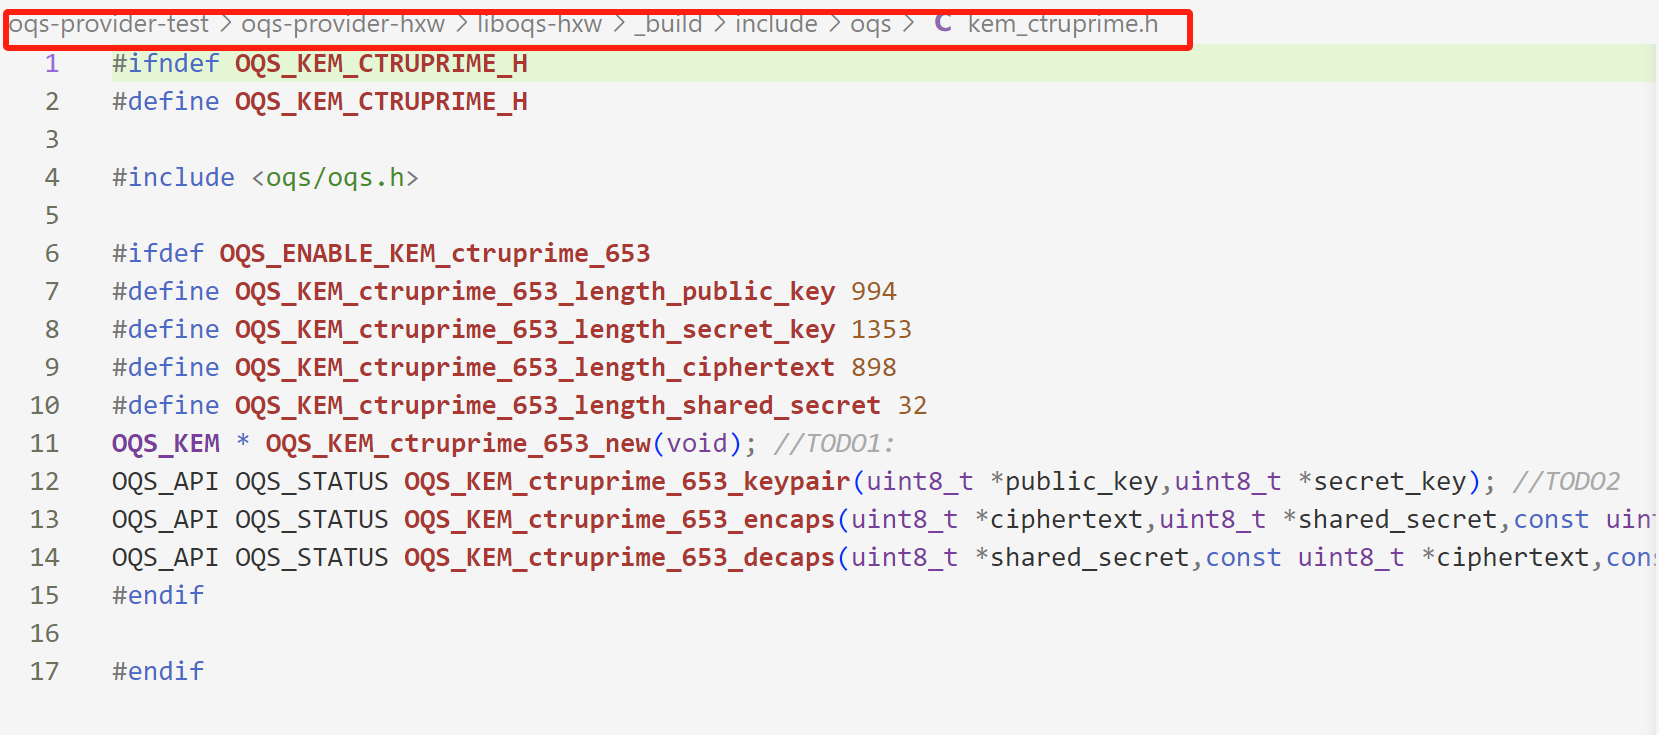 oqs-provider-test > oqs-provider-hxw > liboqs-hxw > _build > include > oqs > C kem_ctruprime.h
1 #ifndef OQS_KEM_CTRUPRIME_H
2 #define OQS_KEM_CTRUPRIME_H
3
4 #include <oqs/oqs.h>
5
6 #ifdef OQS_ENABLE_KEM_ctruprime_653
7 #define OQS_KEM_ctruprime_653_length_public_key 994
8 #define OQS_KEM_ctruprime_653_length_secret_key 1353
9 #define OQS_KEM_ctruprime_653_length_ciphertext 898
10 #define OQS_KEM_ctruprime_653_length_shared_secret 32
11 OQS_KEM * OQS_KEM_ctruprime_653_new(void); //TODO1:
12 OQS_API OQS_STATUS OQS_KEM_ctruprime_653_keypair(uint8_t *public_key,uint8_t *secret_key); //TODO2
13 OQS_API OQS_STATUS OQS_KEM_ctruprime_653_encaps(uint8_t *ciphertext,uint8_t *shared_secret,const uin
14 OQS_API OQS_STATUS OQS_KEM_ctruprime_653_decaps(uint8_t *shared_secret,const uint8_t *ciphertext,con
15 #endif
16
17 #endif